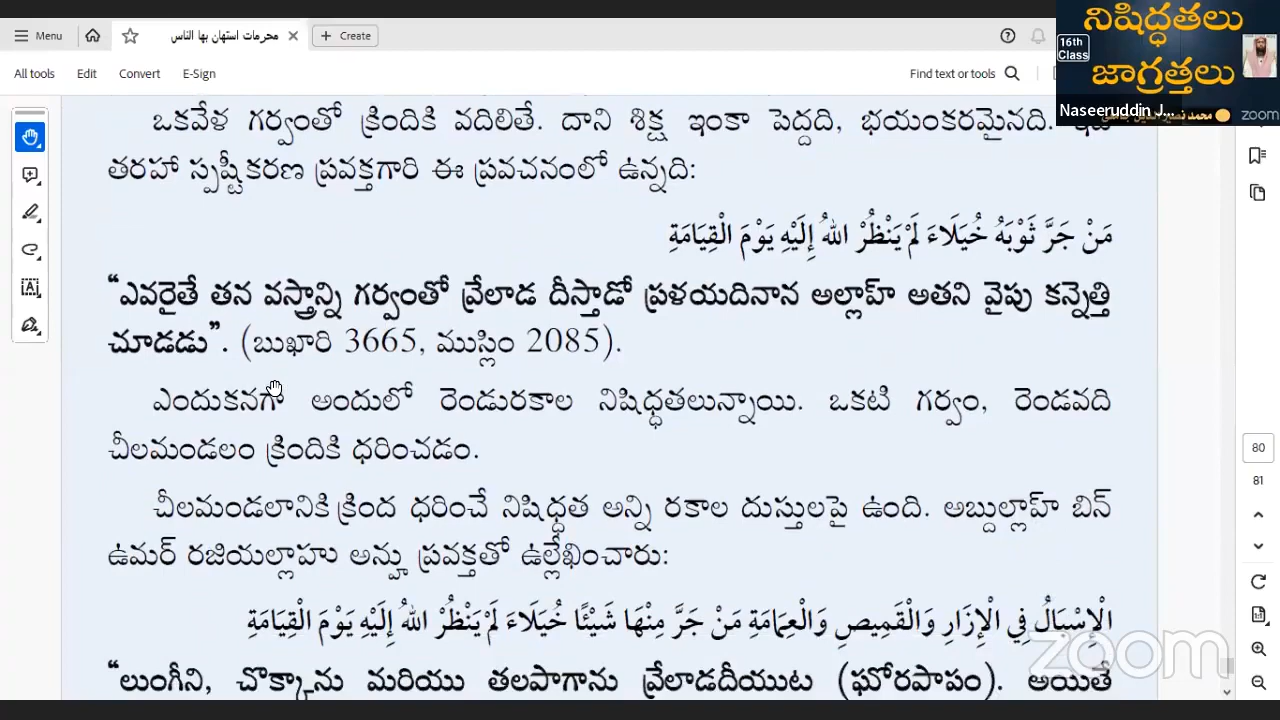 Menu
محرمات استهان بها الناس
Create
All tools Edit Convert E-Sign
Find text or tools
నిషిద్ధతలు
16th Class
జాగ్రత్తలు
Naseeruddin J...
zoom
ఒకవేళ గర్వంతో క్రిందికి వదిలితే. దాని శిక్ష ఇంకా పెద్దది, భయంకరమైనది.
తరహా స్పష్టీకరణ ప్రవక్తగారి ఈ ప్రవచనంలో ఉన్నది:
مَنْ جَرَّ ثَوْبَهُ خُيَلَاءَ لَمْ يَنْظُرْ اللهُ إِلَيْهِ يَوْمَ الْقِيَامَةِ
“ఎవరైతే తన వస్త్రాన్ని గర్వంతో వ్రేలాడ దీస్తాడో ప్రళయదినాన అల్లాహ్ అతని వైపు కన్నెత్తి
చూడడు”. (బుఖారి 3665, ముస్లిం 2085).
ఎందుకనగా అందులో రెండురకాల నిషిద్ధతలున్నాయి. ఒకటి గర్వం, రెండవది
చీలమండలం క్రిందికి ధరించడం.
చీలమండలానికి క్రింద ధరించే నిషిద్ధత అన్ని రకాల దుస్తులపై ఉంది. అబ్దుల్లాహ్ బిన్
ఉమర్ రజియల్లాహు అన్హు ప్రవక్తతో ఉల్లేఖించారు:
الْإِسْبَالُ فِي الْإِزَارِ وَالْقَمِيصِ وَالْعِمَامَةِ مَنْ جَرَّ مِنْهَا شَيْئًا خُيَلَاءَ لَمْ يَنْظُرْ اللهُ إِلَيْهِ يَوْمَ الْقِيَامَةِ
“లుంగీని, చొక్కాను మరియు తలపాగాను వ్రేలాడదీయుట (ఘోరపాపం). అయితే
80
81
zoom